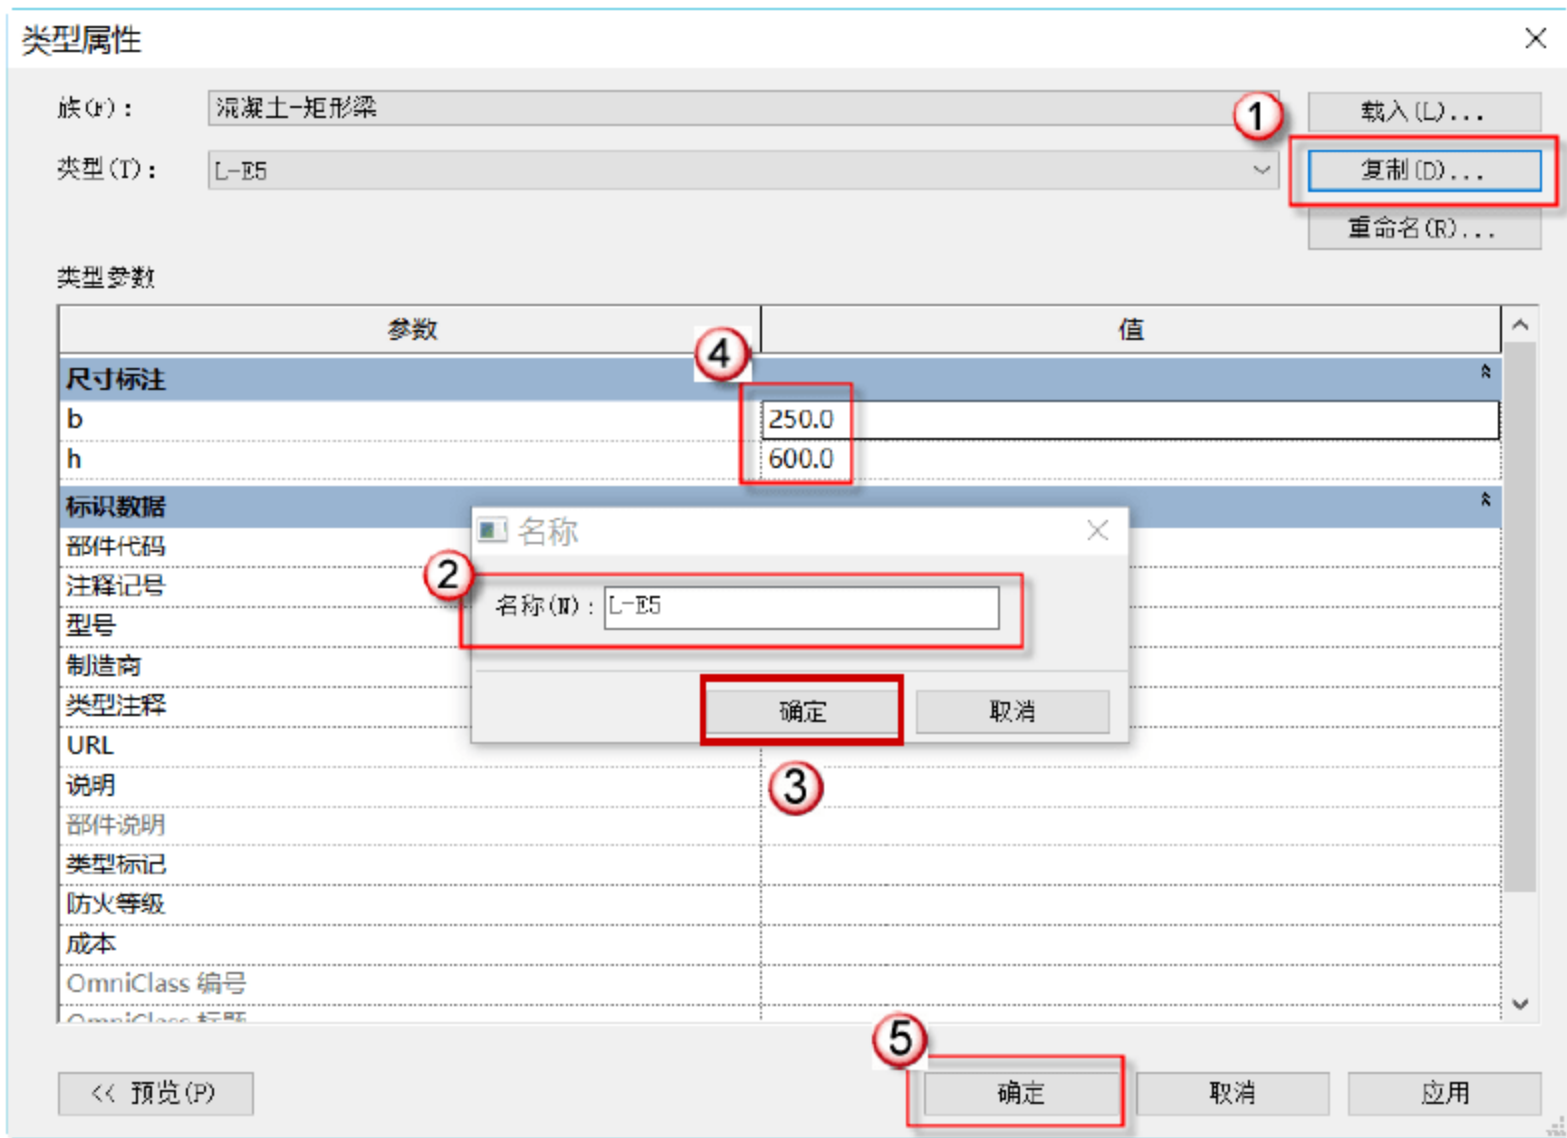 类型属性
族(F): 混凝土-矩形梁 载入(L)...
①
类型(T): L-E5 复制(D)...
重命名(R)...
类型参数
参数 值
④
尺寸标注
b 250.0
h 600.0
标识数据
名称
部件代码
②
注释记号
名称(N): L-E5
型号
制造商
类型注释
确定 取消
URL
③
说明
部件说明
类型标记
防火等级
成本
OmniClass 编号
OmniClass 标题
⑤
<< 预览(P) 确定 取消 应用